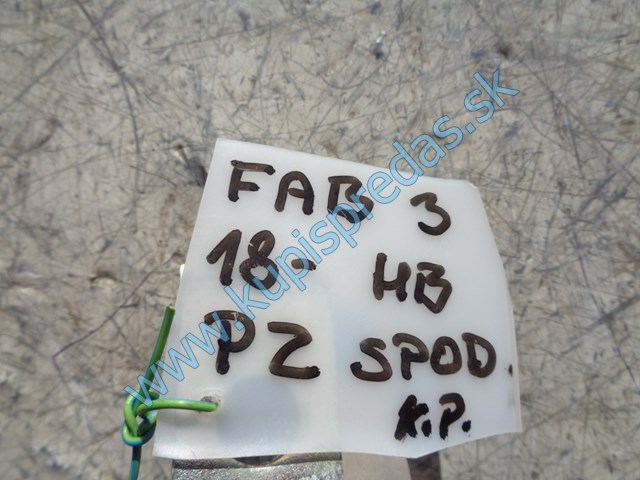 FAB 3
18- HB
PZ SPOD.
K.P.
www.kupispredas.sk